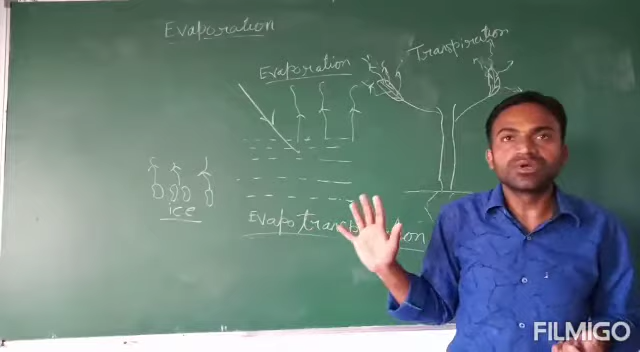 Evaporation
Transpiration
Evaporation
ice
Evapotranspiration
FILMIGO